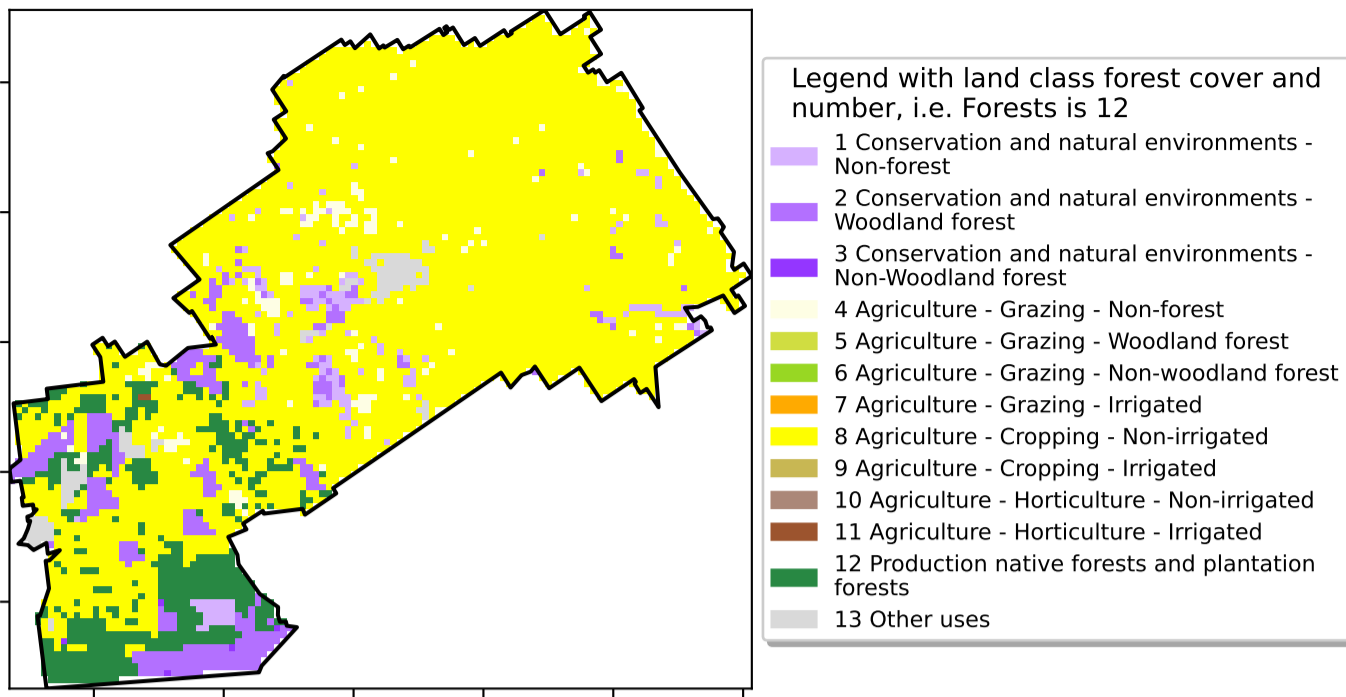 Legend with land class forest cover and
number, i.e. Forests is 12
1 Conservation and natural environments -
Non-forest
2 Conservation and natural environments -
Woodland forest
3 Conservation and natural environments -
Non-Woodland forest
4 Agriculture - Grazing - Non-forest
5 Agriculture - Grazing - Woodland forest
6 Agriculture - Grazing - Non-woodland forest
7 Agriculture - Grazing - Irrigated
8 Agriculture - Cropping - Non-irrigated
9 Agriculture - Cropping - Irrigated
10 Agriculture - Horticulture - Non-irrigated
11 Agriculture - Horticulture - Irrigated
12 Production native forests and plantation
forests
13 Other uses